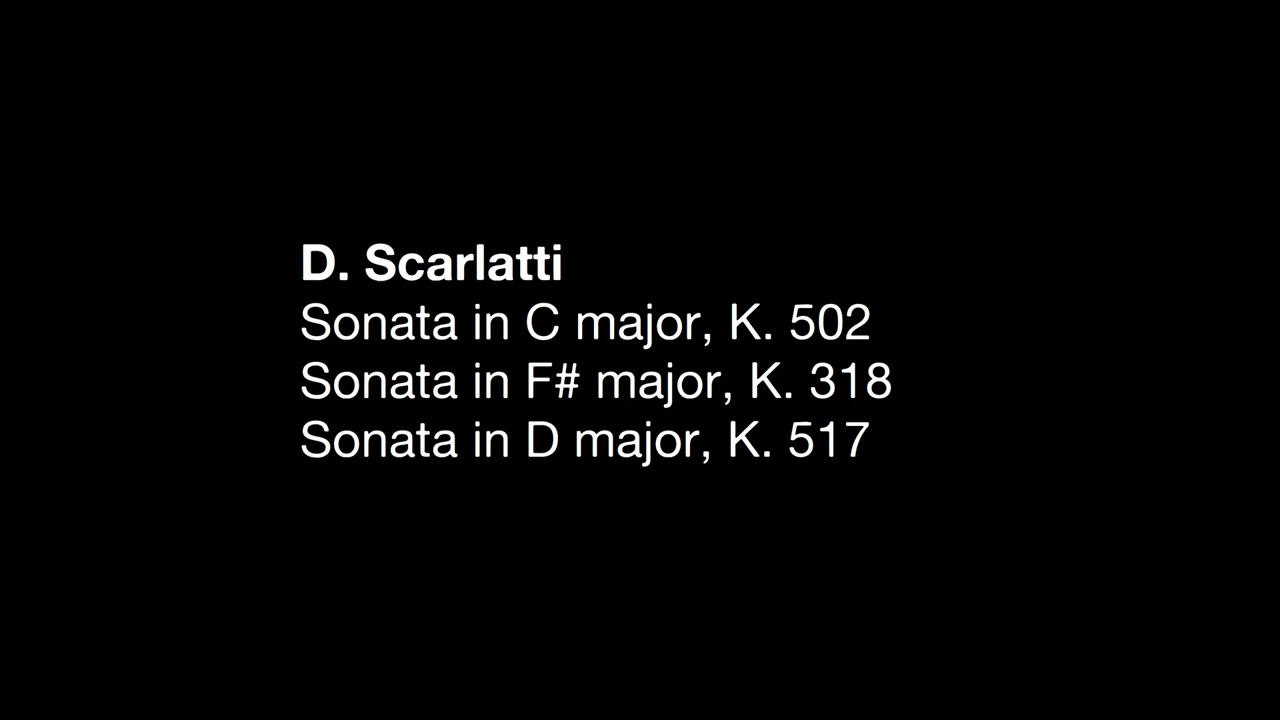 D. Scarlatti
Sonata in C major, K. 502
Sonata in F# major, K. 318
Sonata in D major, K. 517